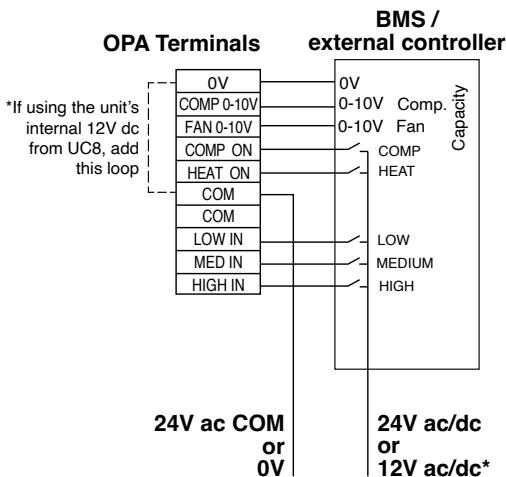 OPA Terminals
BMS /
external controller
*If using the unit's
internal 12V dc
from UC8, add
this loop
0V
COMP 0-10V
FAN 0-10V
COMP ON
HEAT ON
COM
COM
LOW IN
MED IN
HIGH IN
0V
0-10V Comp.
0-10V Fan
Capacity
COMP
HEAT
LOW
MEDIUM
HIGH
24V ac COM
or
0V
24V ac/dc
or
12V ac/dc*